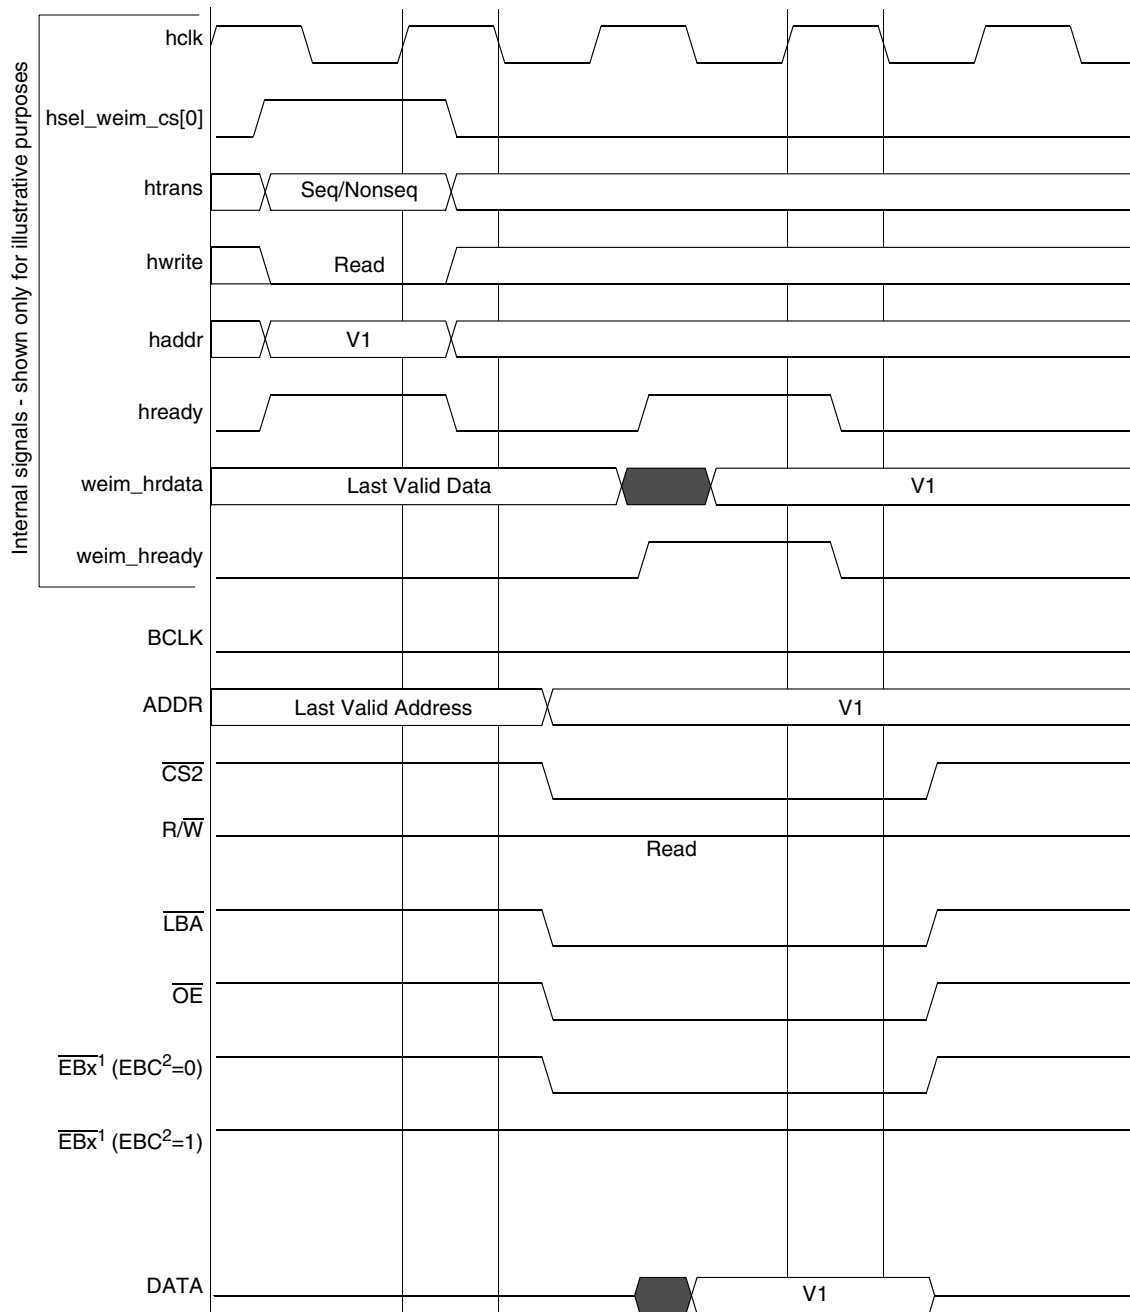 Internal signals - shown only for illustrative purposes
hclk
hsel_weim_cs[0]
htrans
Seq/Nonseq
hwrite
Read
haddr
V1
hready
weim_hrdata
Last Valid Data
V1
weim_hready
BCLK
ADDR
Last Valid Address
V1
CS2
R/W
Read
LBA
OE
EBx1 (EBC2=0)
EBx1 (EBC2=1)
DATA
V1